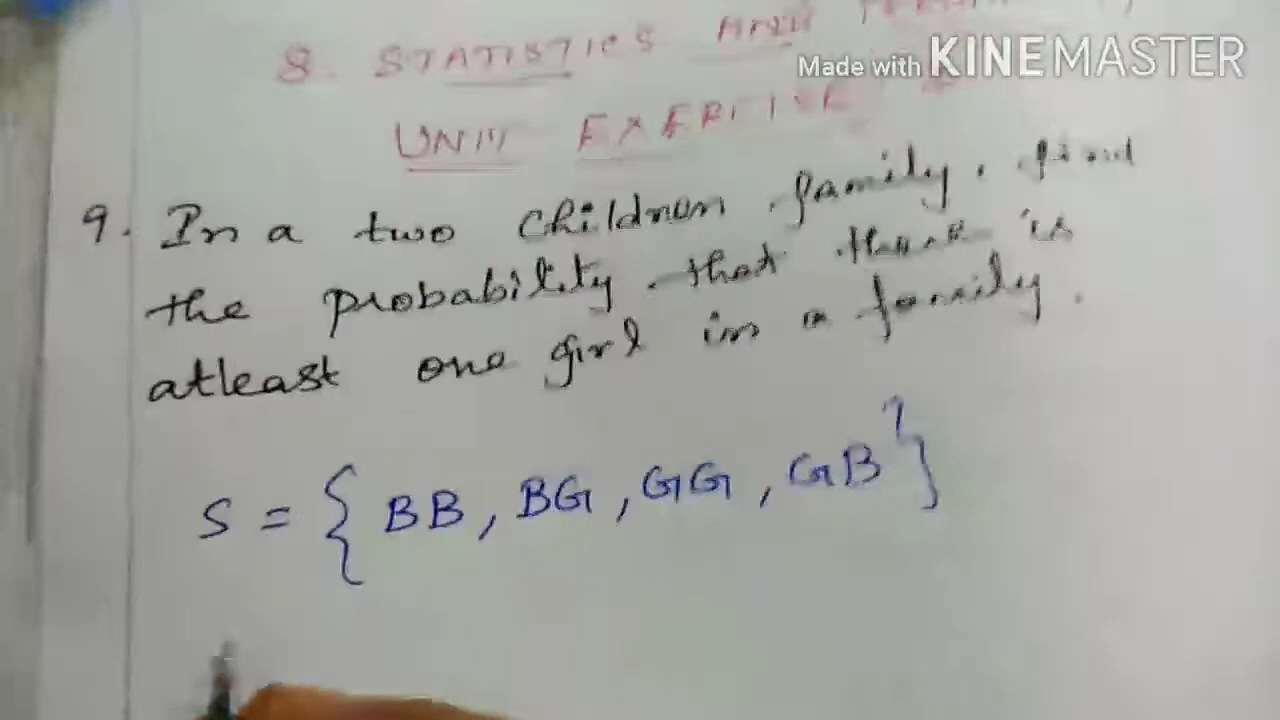 8. STATISTICS AND
Made with KINEMASTER
UNIT EXERCISE
9. In a two children family, find
the probability that there is
atleast one girl in a family.
S = { BB, BG, GG, GB }